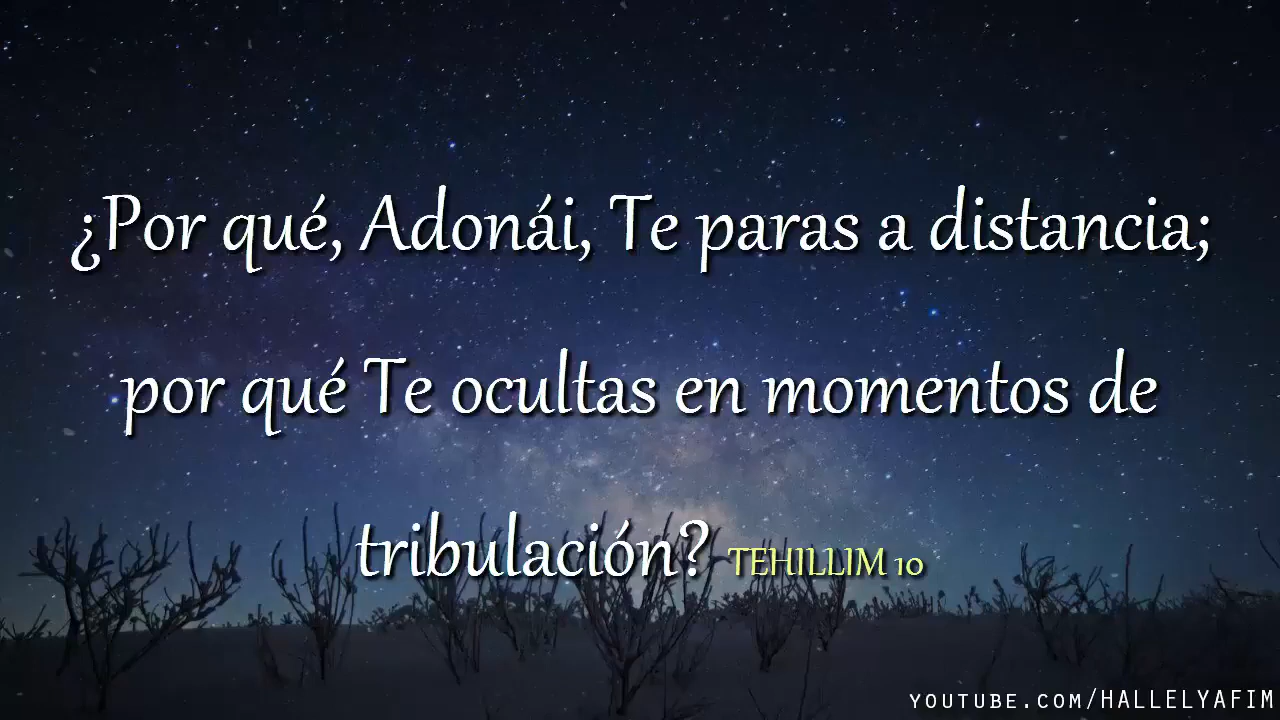 ¿Por qué, Adonái, Te paras a distancia;
por qué Te ocultas en momentos de
tribulación? TEHILLIM 10
YOUTUBE.COM/HALLELYAFIM